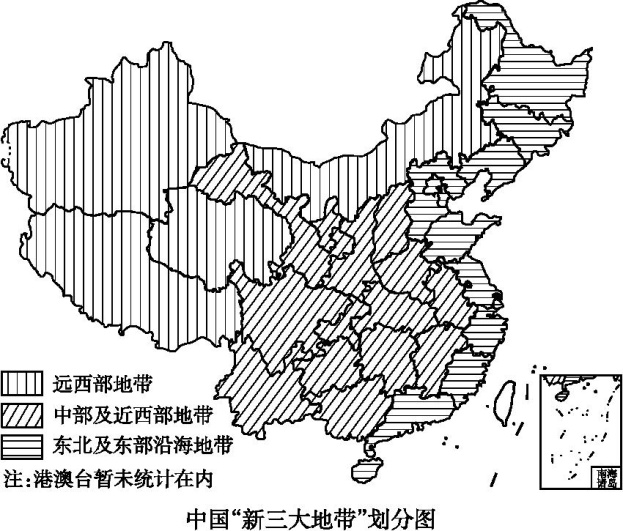 远西部地带
中部及近西部地带
东北及东部沿海地带
注:港澳台暂未统计在内
南海
诸岛
中国“新三大地带”划分图